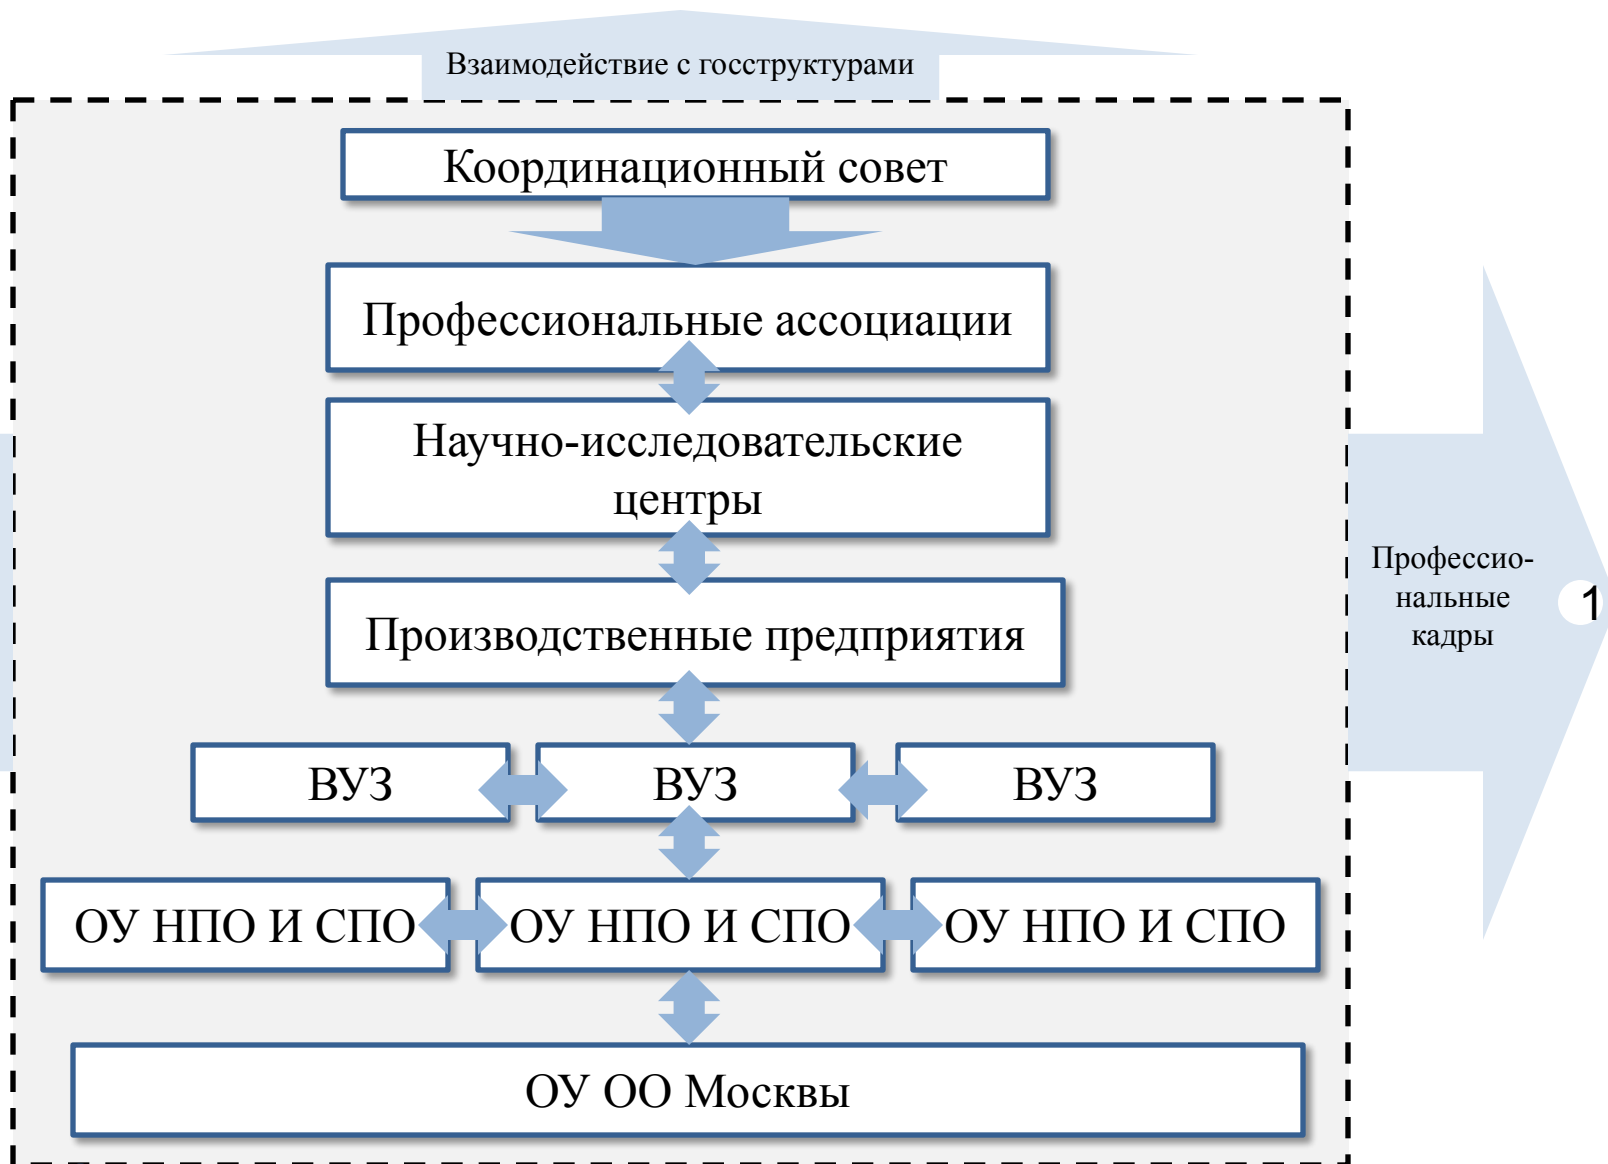 Взаимодействие с госструктурами
Координационный совет
Профессиональные ассоциации
Научно-исследовательские
центры
Производственные предприятия
Профессио-
нальные
кадры
1
ВУЗ ВУЗ ВУЗ
ОУ НПО И СПО ОУ НПО И СПО ОУ НПО И СПО
ОУ ОО Москвы